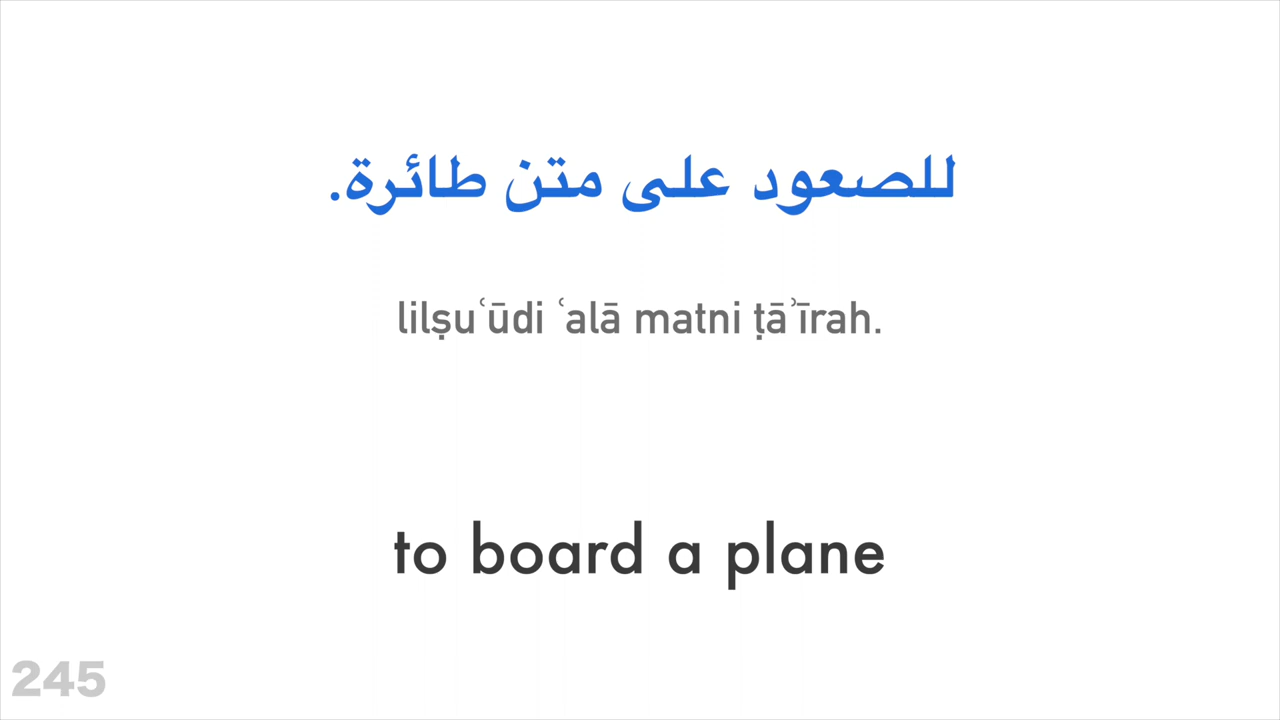 للصعود على متن طائرة.
lilṣuʿūdi ʿalā matni ṭāʾīrah.
to board a plane
245